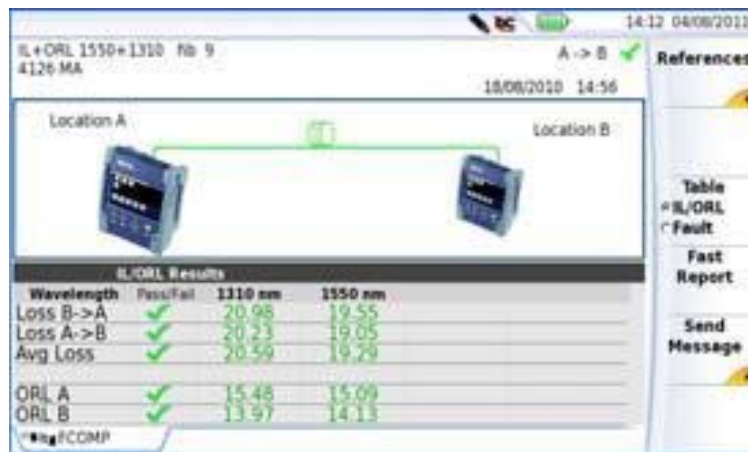 14:12 04/08/2011
IL+ORL 1550+1310 nb 9
A -> B
4126 MA
18/08/2010 14:56
References
Location A
Location B
Table
IL/ORL
Fault
Fast
Report
Send
Message
IL/ORL Results
Wavelength Pass/Fail 1310 nm 1550 nm
Loss B->A 20.98 19.55
Loss A->B 20.23 19.05
Avg Loss 20.59 19.29
ORL A 15.48 15.09
ORL B 13.97 14.13
FCOMP